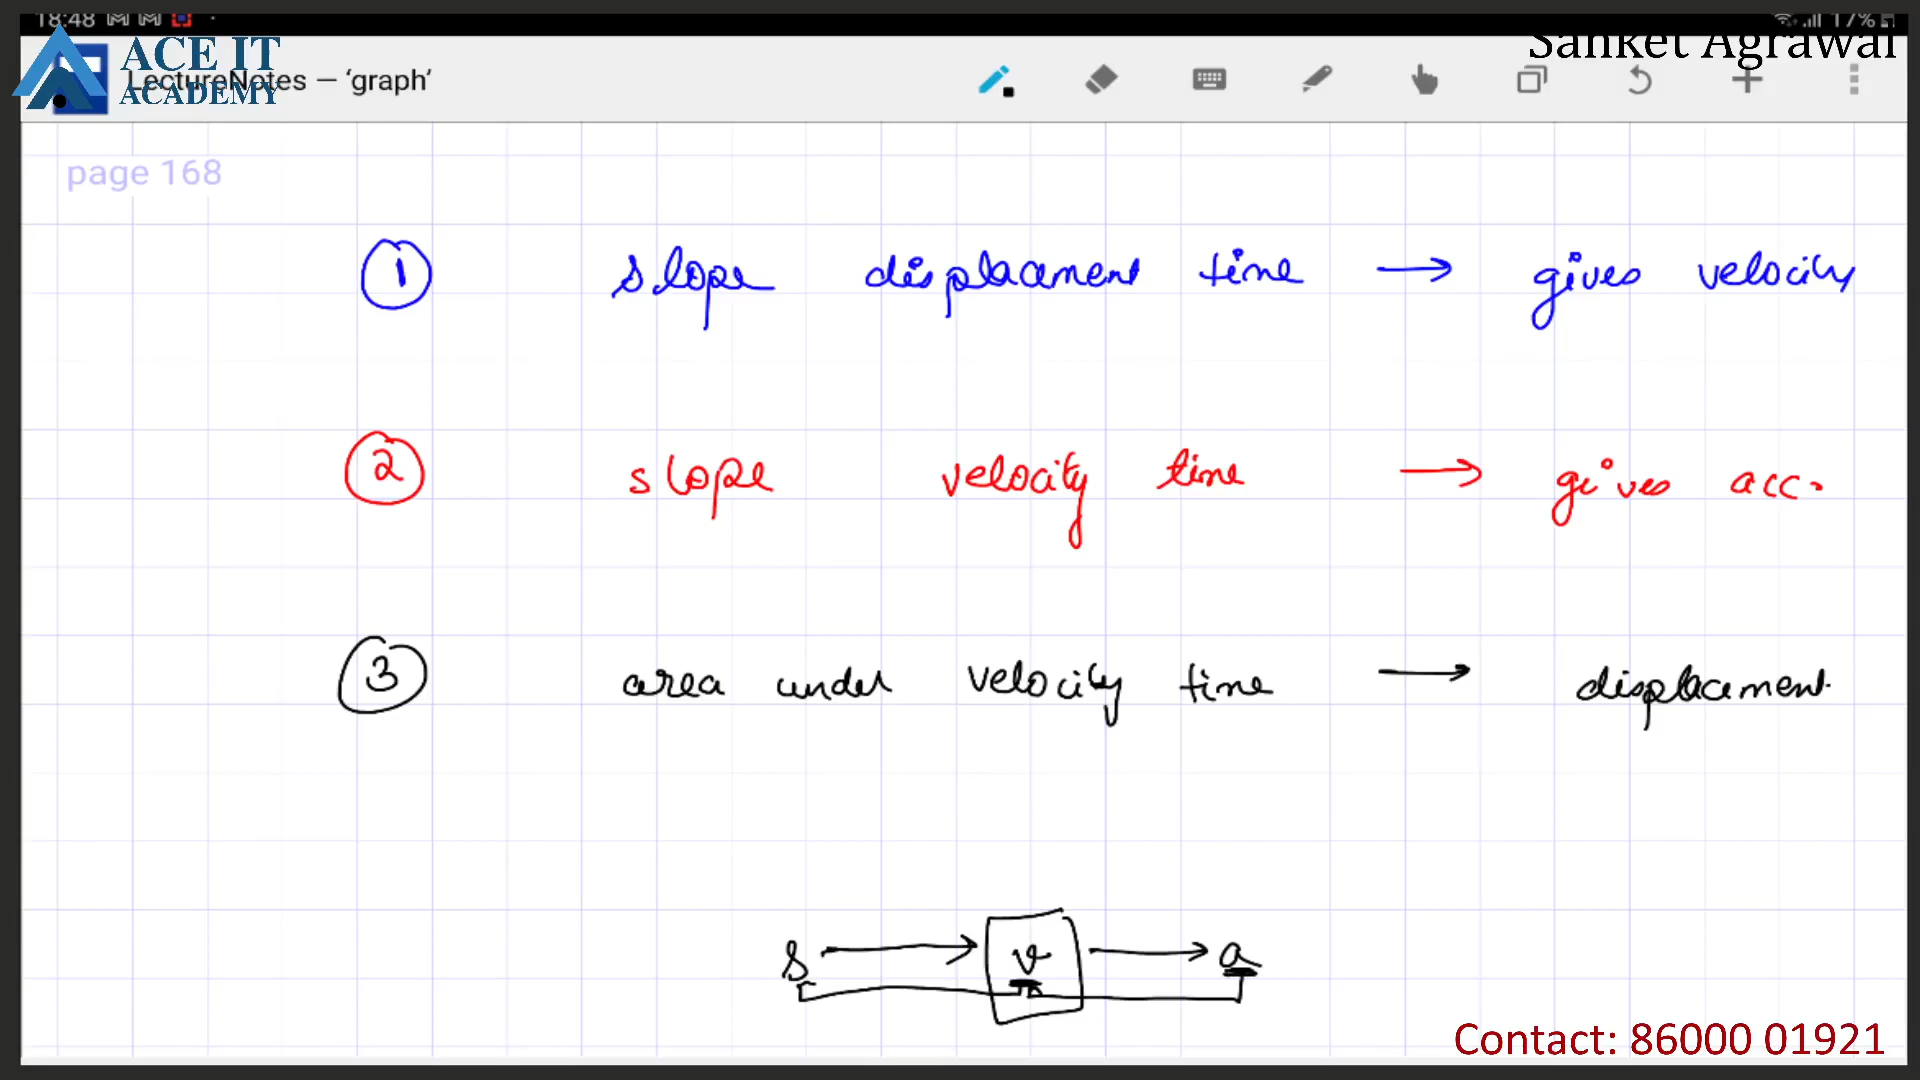 18:48
17%
ACE IT
ACADEMY
LectureNotes – ‘graph’
Sanket Agrawal
page 168
1 slope displacement time → gives velocity
2 slope velocity time → gives acc.
3 area under velocity time → displacement.
s → v → a
Contact: 86000 01921